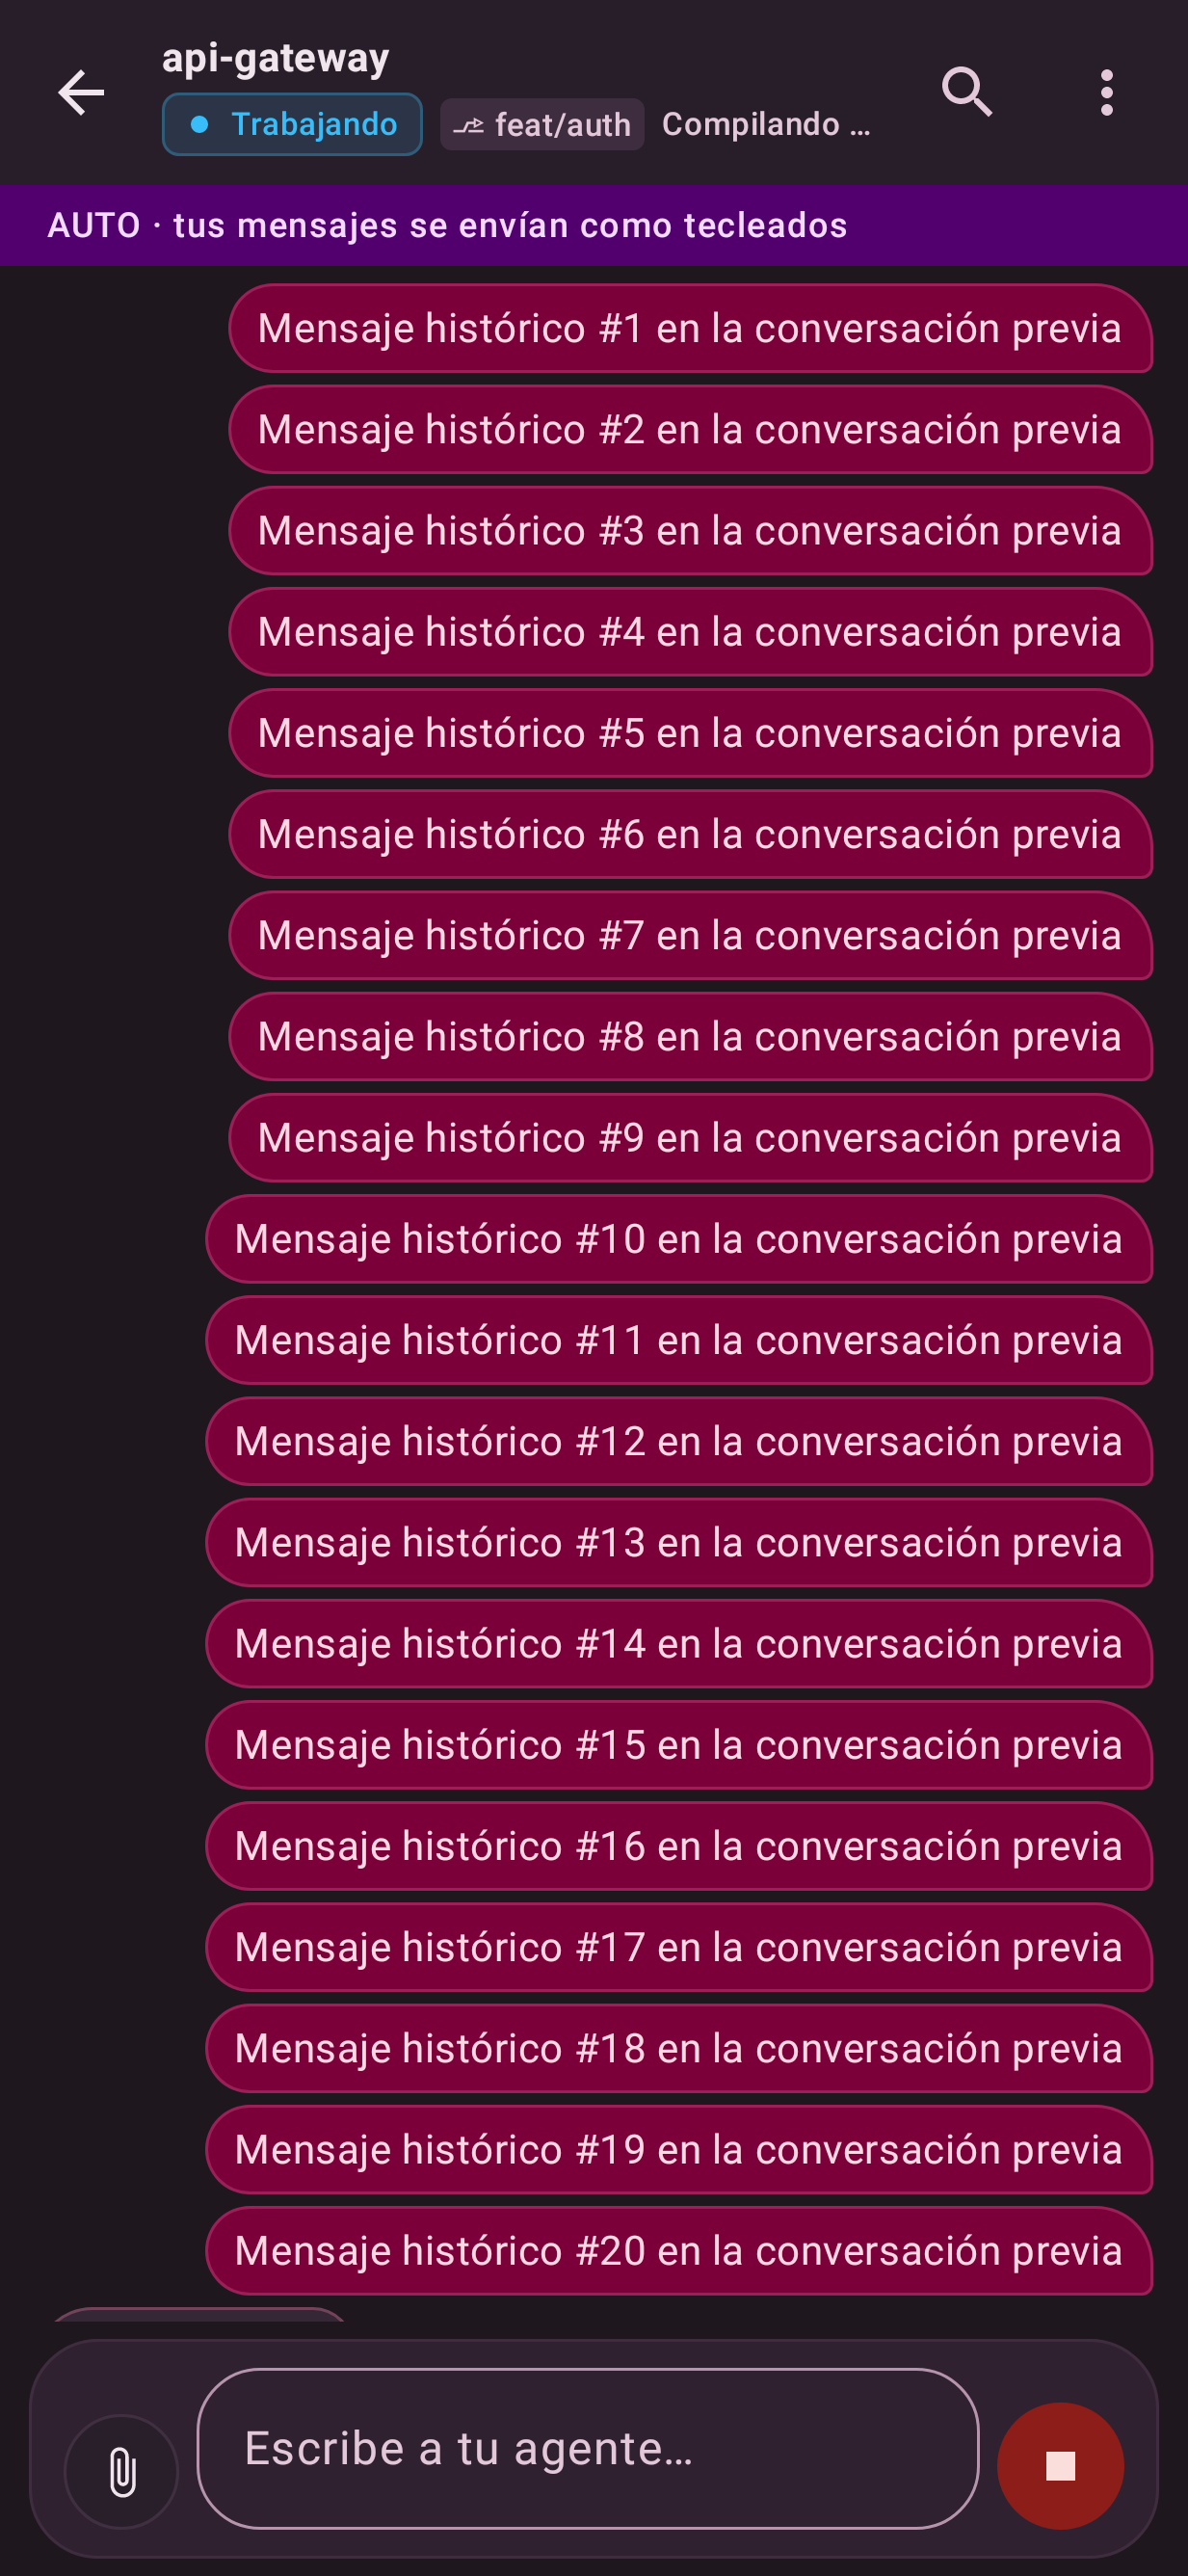 api-gateway
Trabajando feat/auth Compilando ...
AUTO · tus mensajes se envían como tecleados
Mensaje histórico #1 en la conversación previa
Mensaje histórico #2 en la conversación previa
Mensaje histórico #3 en la conversación previa
Mensaje histórico #4 en la conversación previa
Mensaje histórico #5 en la conversación previa
Mensaje histórico #6 en la conversación previa
Mensaje histórico #7 en la conversación previa
Mensaje histórico #8 en la conversación previa
Mensaje histórico #9 en la conversación previa
Mensaje histórico #10 en la conversación previa
Mensaje histórico #11 en la conversación previa
Mensaje histórico #12 en la conversación previa
Mensaje histórico #13 en la conversación previa
Mensaje histórico #14 en la conversación previa
Mensaje histórico #15 en la conversación previa
Mensaje histórico #16 en la conversación previa
Mensaje histórico #17 en la conversación previa
Mensaje histórico #18 en la conversación previa
Mensaje histórico #19 en la conversación previa
Mensaje histórico #20 en la conversación previa
Escribe a tu agente...